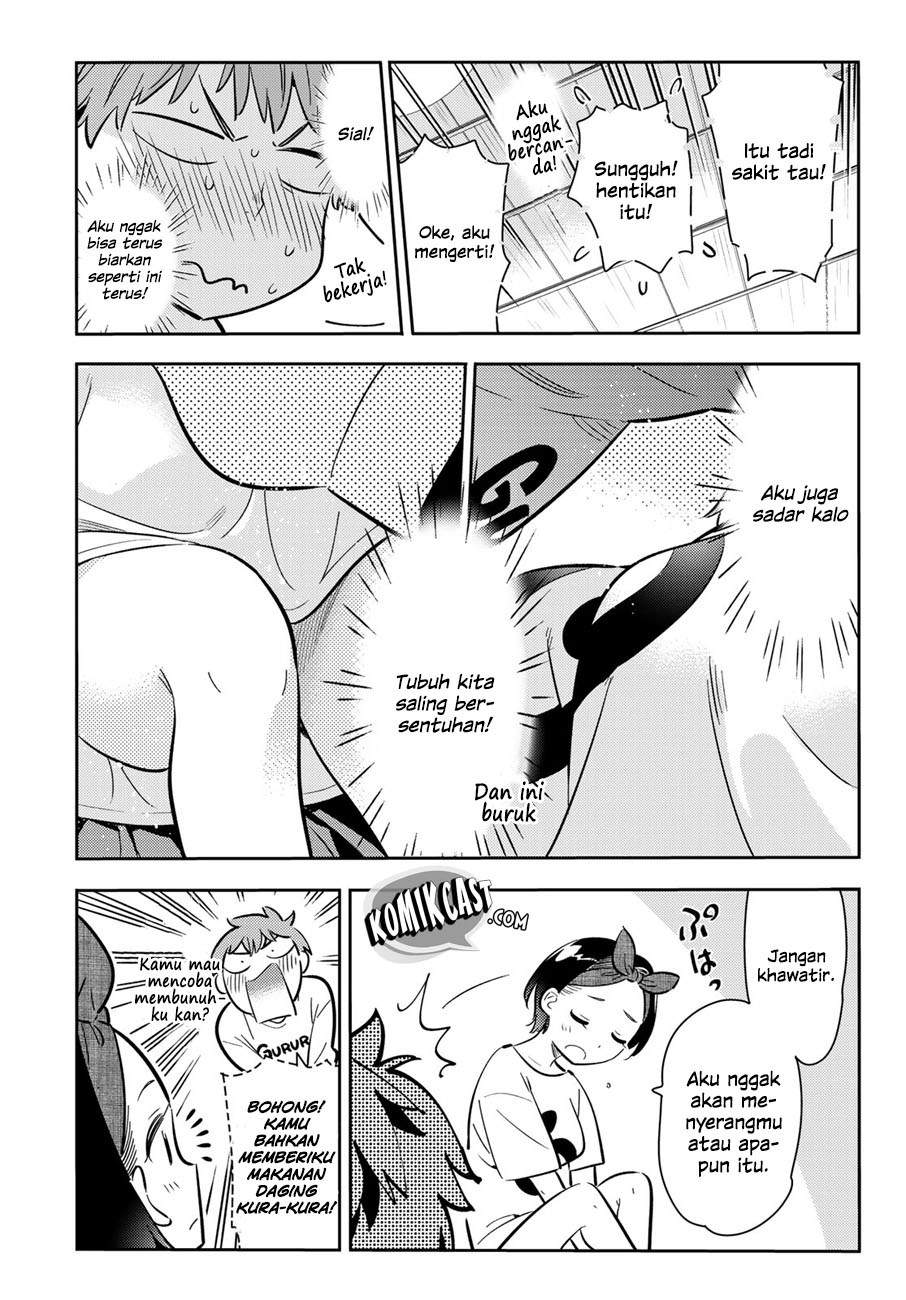 Itu tadi
sakit tau!
Sungguh!
hentikan
itu!
Aku
nggak
bercan-
da!
Oke, aku
mengerti!
Sial!
Tak
bekerja!
Aku nggak
bisa terus
biarkan
seperti ini
terus!
Aku juga
sadar kalo
G
Tubuh kita
saling ber-
sentuhan!
Dan ini
buruk
Jangan
khawatir.
ぷはっ
Aku nggak
akan me-
nyerangmu
atau apa-
pun itu.
KOMIKCAST
.COM
Kamu mau
mencoba
membunuh-
ku kan?
GURUR
BOHONG!
KAMU
BAHKAN
MEMBERIKU
MAKANAN
DAGING
KURA-KURA!